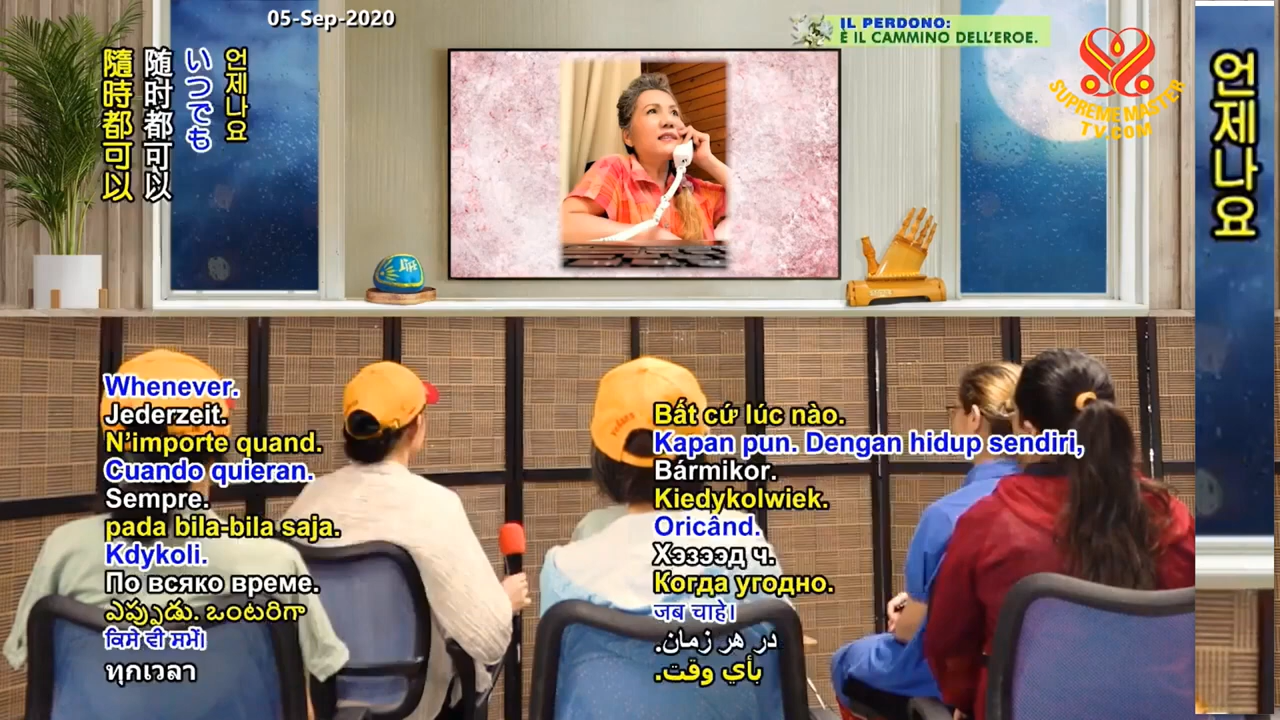 05-Sep-2020
IL PERDONO:
È IL CAMMINO DELL'EROE.
SUPREME MASTER
TV.COM
언제나요
いつでも
随时都可以
隨時都可以
언제나요
LIFE
Whenever.
Jederzeit.
N'importe quand.
Cuando quieran.
Sempre.
pada bila-bila saja.
Kdykoli.
По всяко време.
ఎప్పుడు. ఒంటరిగా
ਕਿਸੇ ਵੀ ਸਮੇਂ।
ทุกเวลา
Bất cứ lúc nào.
Kapan pun. Dengan hidup sendiri,
Bármikor.
Kiedykolwiek.
Oricând.
Хэзээд ч.
Когда угодно.
जब चाहे।
در هر زمان.
بأي وقت.